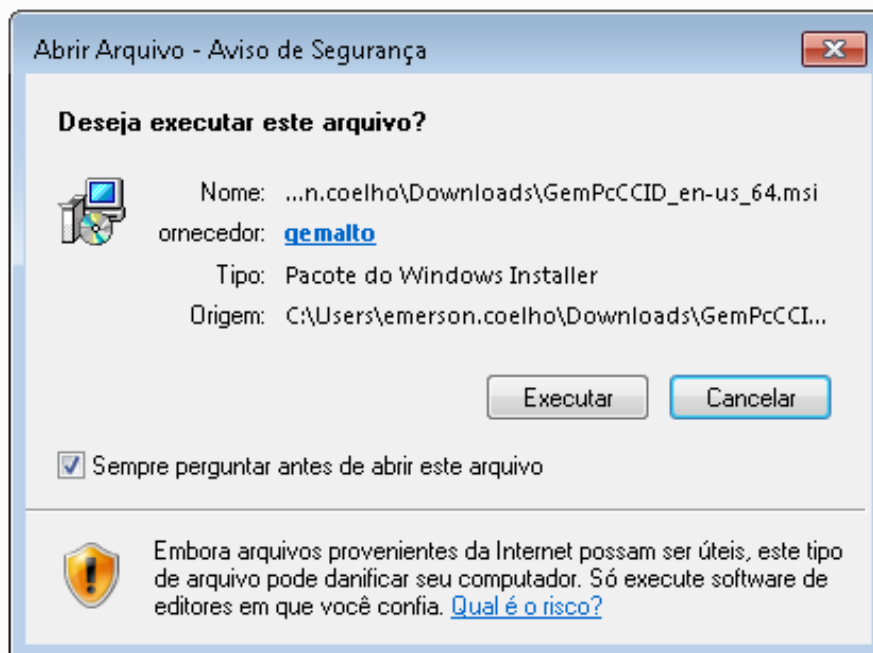 Abrir Arquivo - Aviso de Segurança
Deseja executar este arquivo?
Nome: ...n.coelho\Downloads\GemPcCCID_en-us_64.msi
ornecedor: gemalto
Tipo: Pacote do Windows Installer
Origem: C:\Users\emerson.coelho\Downloads\GemPcCCI...
Executar Cancelar
Sempre perguntar antes de abrir este arquivo
Embora arquivos provenientes da Internet possam ser úteis, este tipo
de arquivo pode danificar seu computador. Só execute software de
editores em que você confia. Qual é o risco?